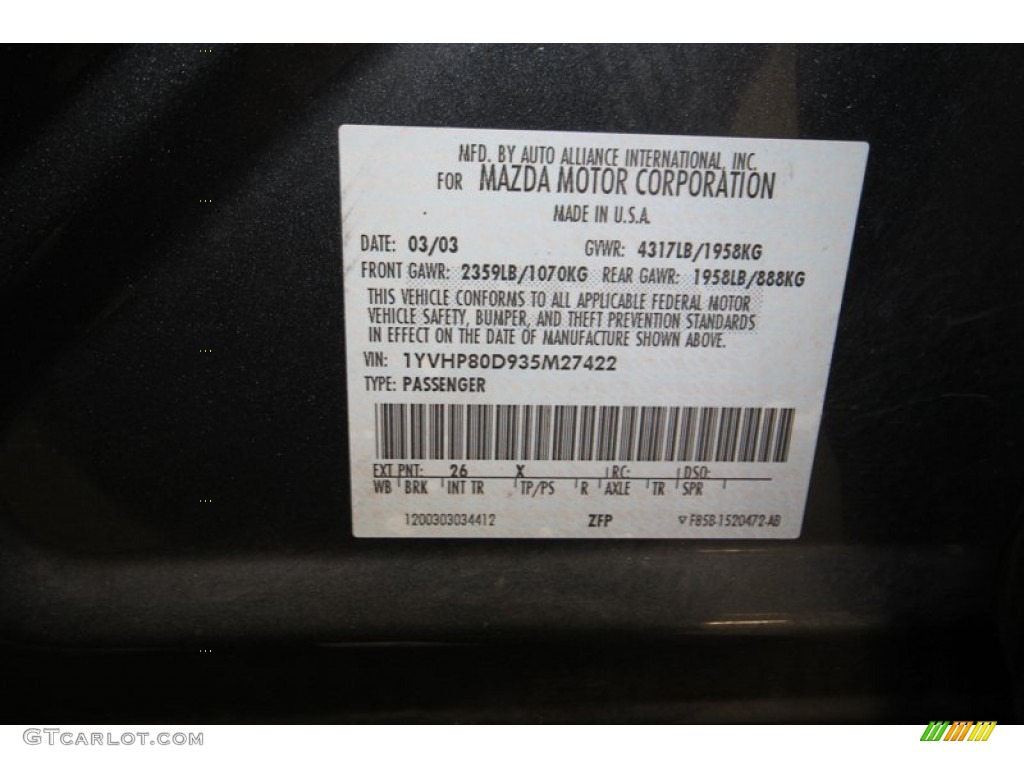 MFD. BY AUTO ALLIANCE INTERNATIONAL, INC.
FOR MAZDA MOTOR CORPORATION
MADE IN U.S.A.
DATE: 03/03 GVWR: 4317LB/1958KG
FRONT GAWR: 2359LB/1070KG REAR GAWR: 1958LB/888KG
THIS VEHICLE CONFORMS TO ALL APPLICABLE FEDERAL MOTOR
VEHICLE SAFETY, BUMPER, AND THEFT PREVENTION STANDARDS
IN EFFECT ON THE DATE OF MANUFACTURE SHOWN ABOVE.
VIN: 1YVHP80D935M27422
TYPE: PASSENGER
EXT PNT: 26 X RC: DSO:
WB BRK INT TR TP/PS R AXLE TR SPR
1200303034412 ZFP F85B-1520472-AB
GTCarlot.com